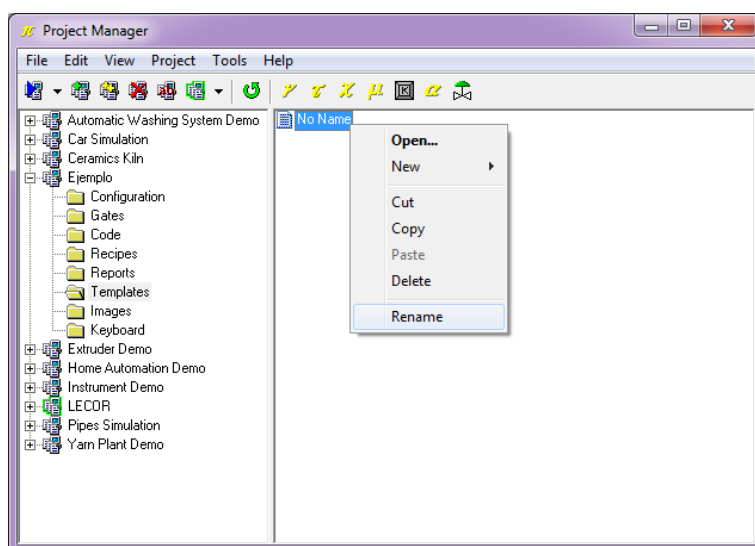 Project Manager
File Edit View Project Tools Help
Automatic Washing System Demo
Car Simulation
Ceramics Kiln
Ejemplo
Configuration
Gates
Code
Recipes
Reports
Templates
Images
Keyboard
Extruder Demo
Home Automation Demo
Instrument Demo
LECOR
Pipes Simulation
Yarn Plant Demo
No Name
Open...
New
Cut
Copy
Paste
Delete
Rename